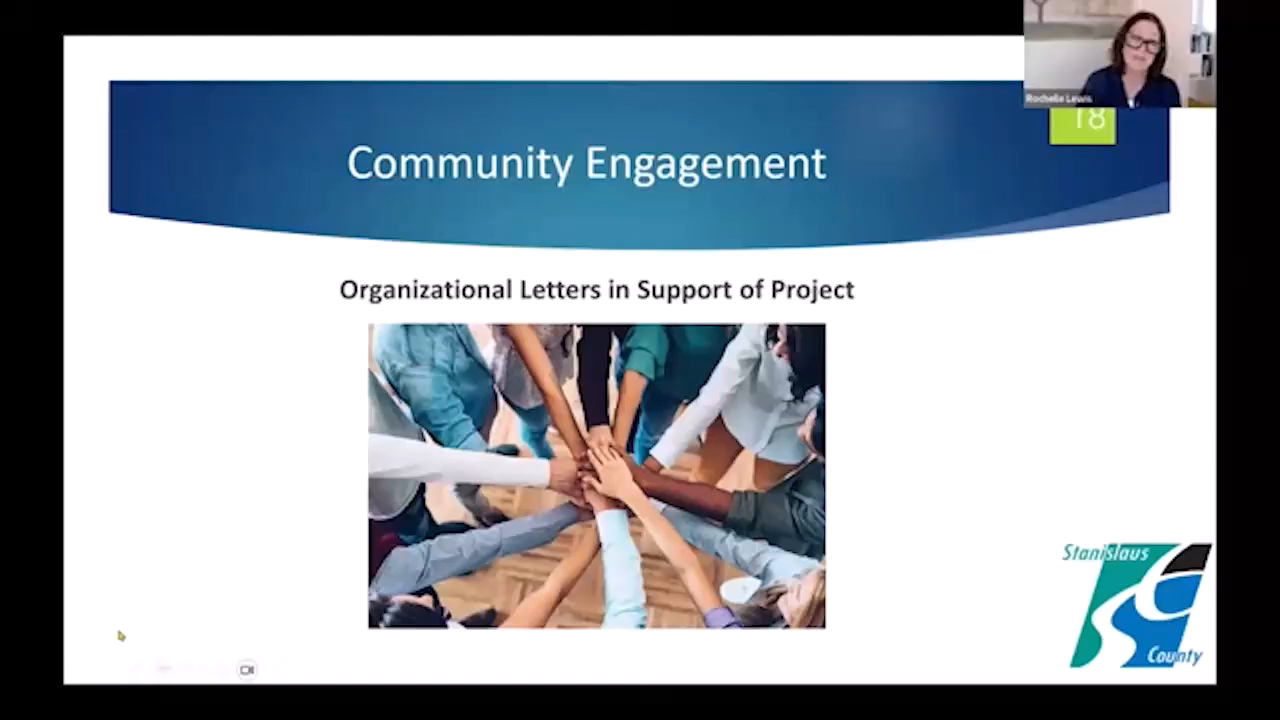 Rochelle Lewis
18
Community Engagement
Organizational Letters in Support of Project
Stanislaus
County